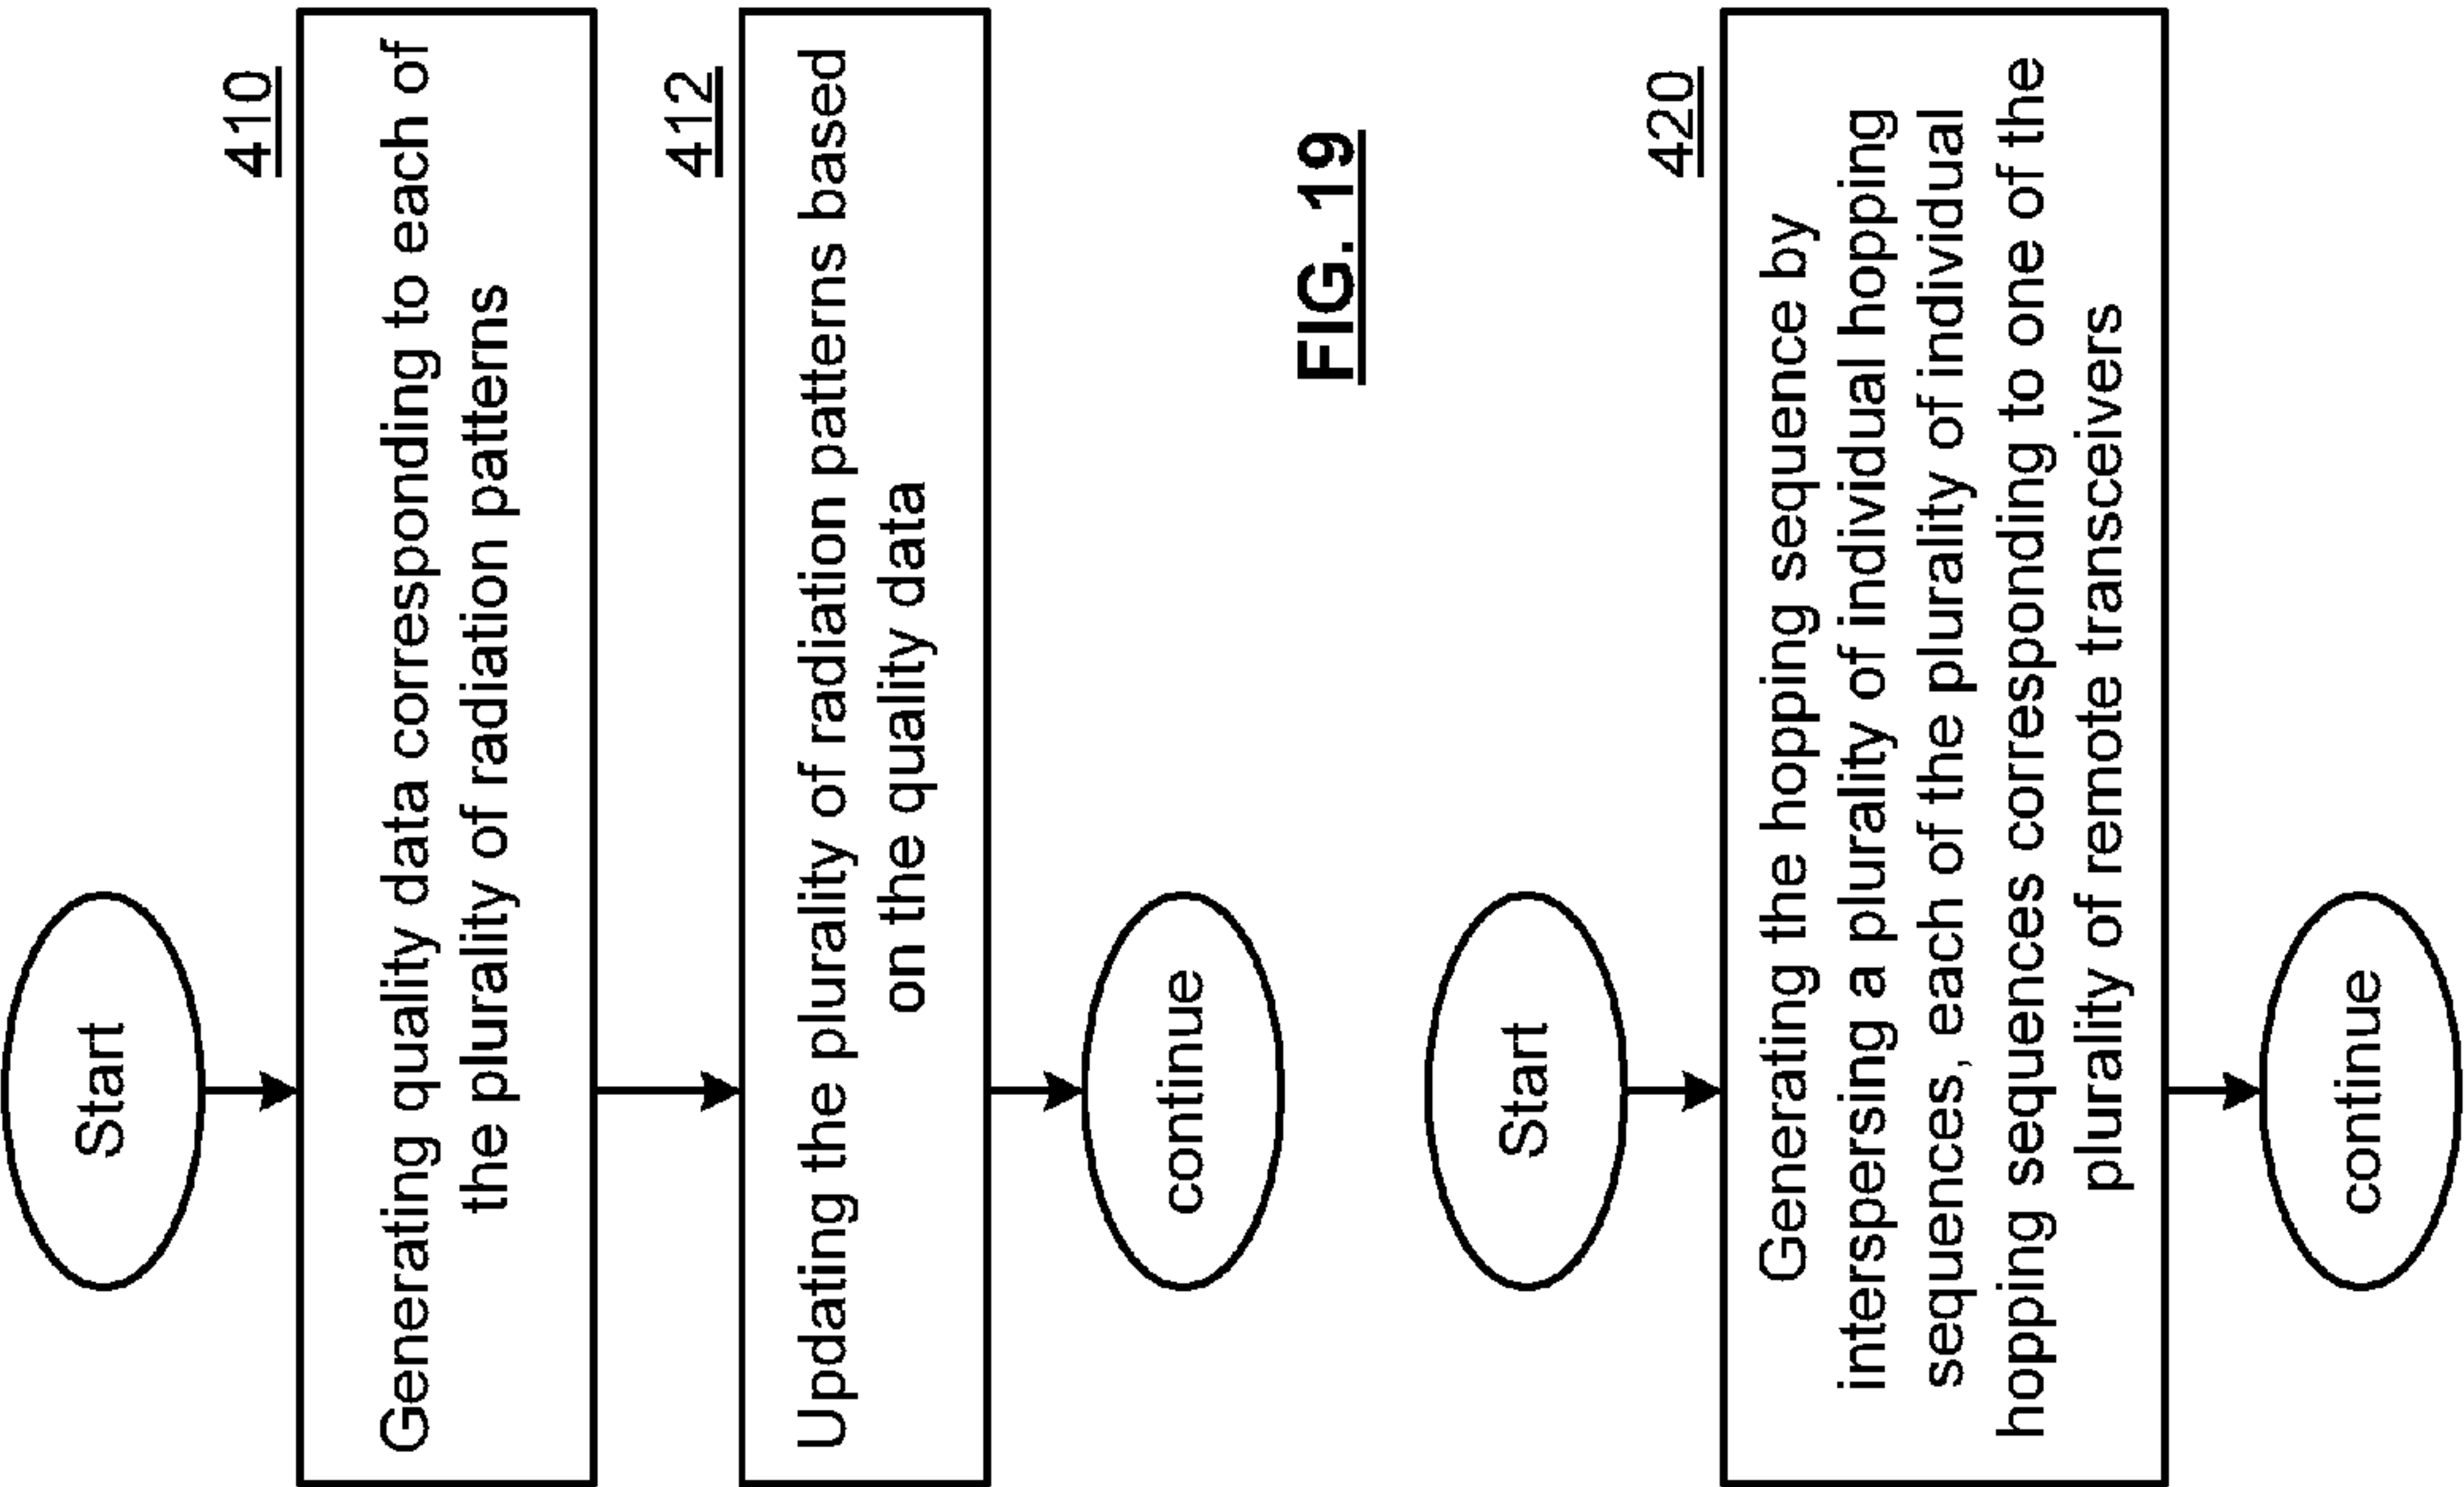 Start
410
Generating quality data corresponding to each of
the plurality of radiation patterns
412
Updating the plurality of radiation patterns based
on the quality data
continue
FIG. 19
Start
420
Generating the hopping sequence by
interspersing a plurality of individual hopping
sequences, each of the plurality of individual
hopping sequences corresponding to one of the
plurality of remote transceivers
continue